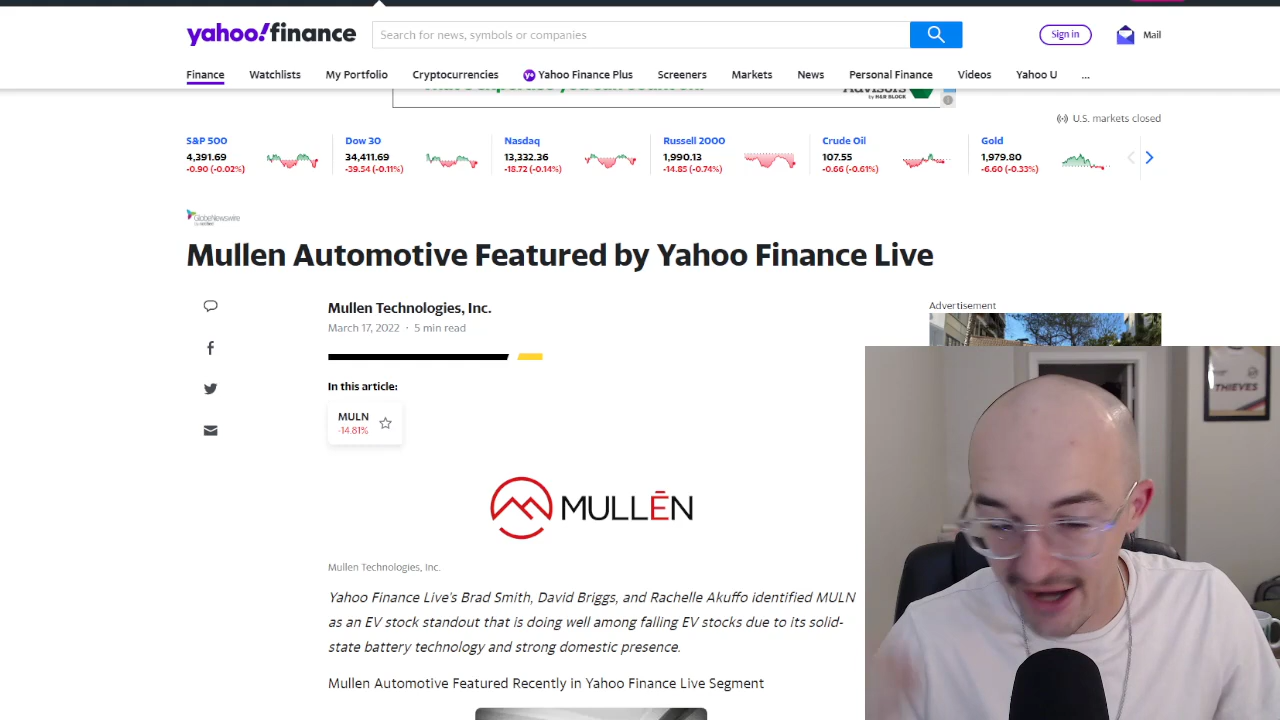 yahoo!finance
Search for news, symbols or companies
Sign in
Mail
Finance Watchlists My Portfolio Cryptocurrencies Yahoo Finance Plus Screeners Markets News Personal Finance Videos Yahoo U ...
by H&R BLOCK
U.S. markets closed
S&P 500
4,391.69
-0.90 (-0.02%)
Dow 30
34,411.69
-39.54 (-0.11%)
Nasdaq
13,332.36
-18.72 (-0.14%)
Russell 2000
1,990.13
-14.85 (-0.74%)
Crude Oil
107.55
-0.66 (-0.61%)
Gold
1,979.80
-6.60 (-0.33%)
GlobeNewswire
Mullen Automotive Featured by Yahoo Finance Live
Mullen Technologies, Inc.
March 17, 2022 · 5 min read
Advertisement
In this article:
MULN
-14.81%
MULLĒN
Mullen Technologies, Inc.
Yahoo Finance Live's Brad Smith, David Briggs, and Rachelle Akuffo identified MULN
as an EV stock standout that is doing well among falling EV stocks due to its solid-
state battery technology and strong domestic presence.
Mullen Automotive Featured Recently in Yahoo Finance Live Segment
THIEVES